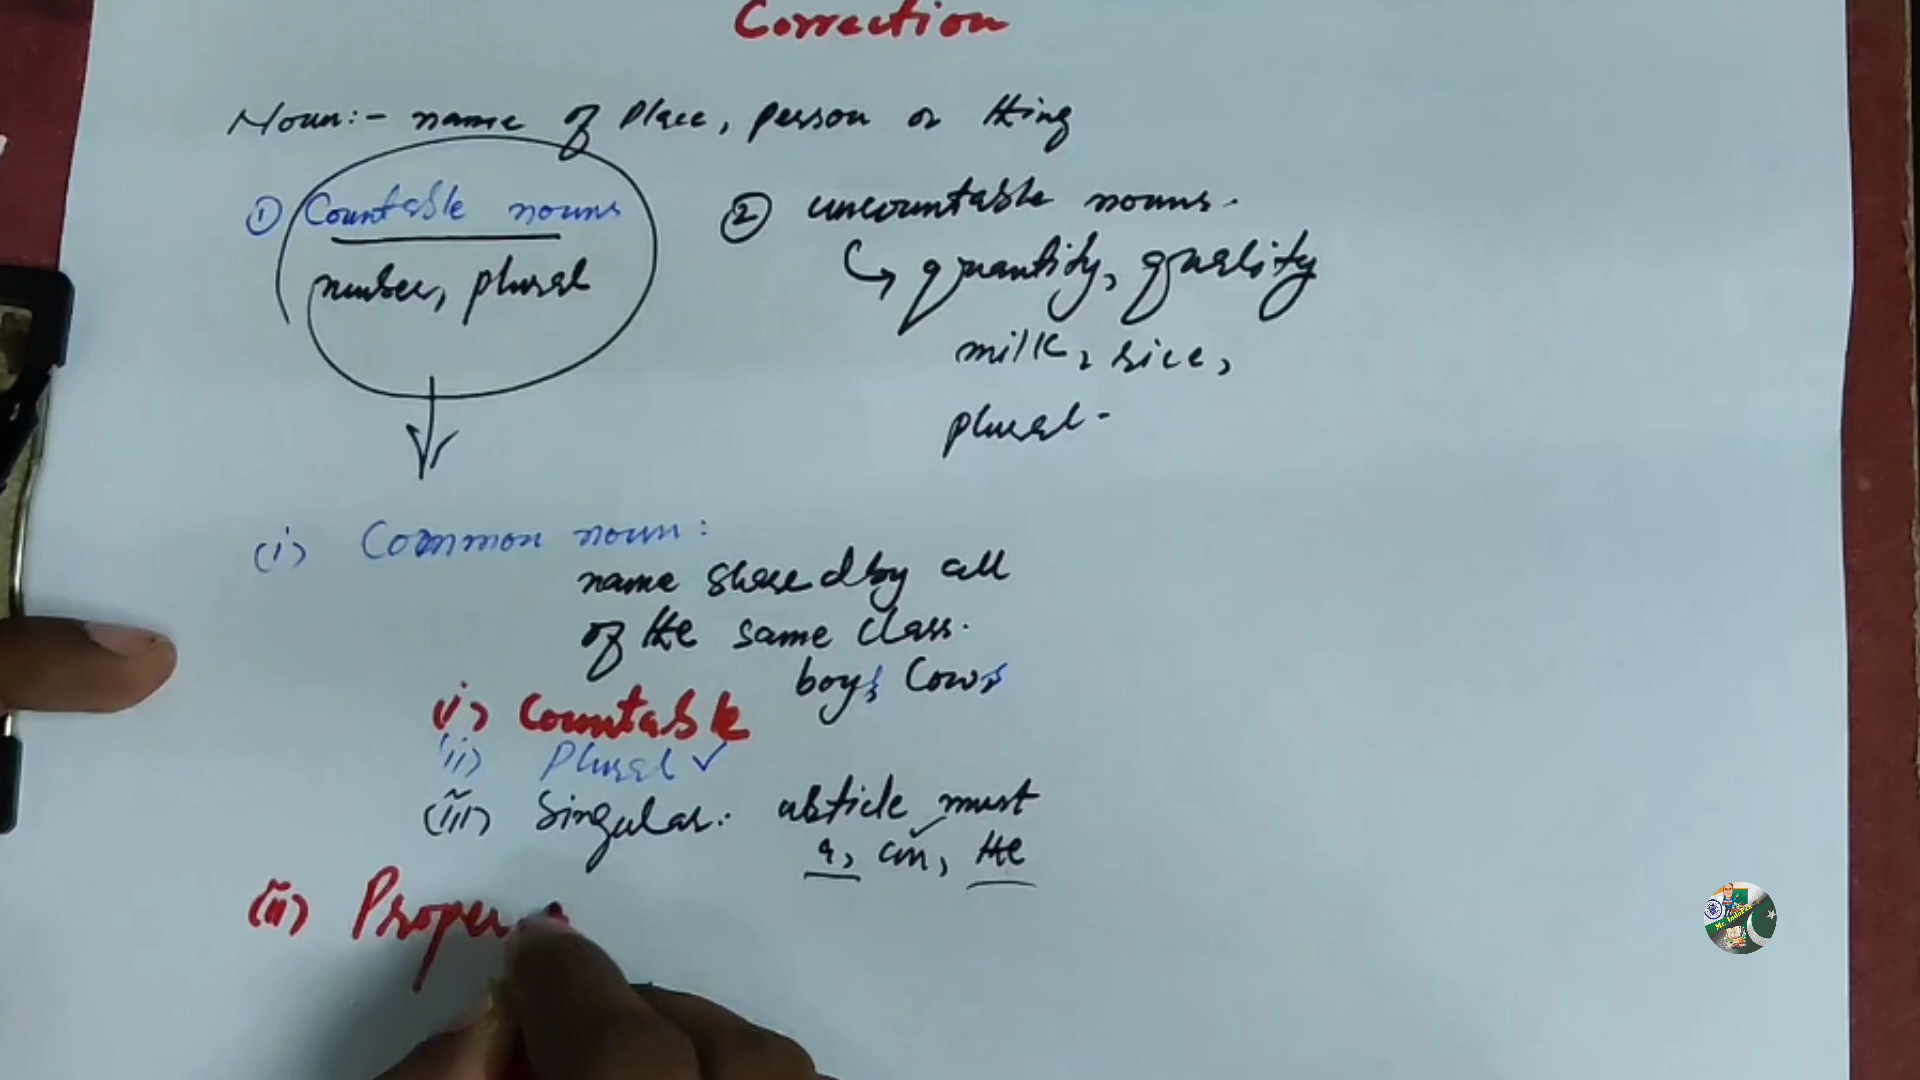 Correction
Noun:- name of place, person or thing
① Countable nouns
number, plural
② uncountable nouns.
↳ quantity, quality
milk, rice,
plural-
(i) Common noun:
name shared by all
of the same class.
boys, Cows
i) Countable
(ii) Plural ✓
(iii) Singular: article must
a, an, the
(ii) Proper